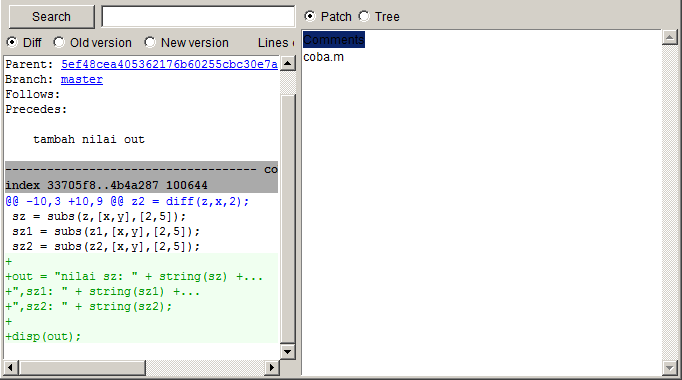 Search
Patch Tree
Diff Old version New version Lines
Parent: 5ef48cea405362176b60255cbc30e7a
Branch: master
Follows:
Precedes:
tambah nilai out
---------------------------------- co
index 33705f8..4b4a287 100644
@@ -10,3 +10,9 @@ z2 = diff(z,x,2);
sz = subs(z,[x,y],[2,5]);
sz1 = subs(z1,[x,y],[2,5]);
sz2 = subs(z2,[x,y],[2,5]);
+
+out = "nilai sz: " + string(sz) +...
+",sz1: " + string(sz1) +...
+",sz2: " + string(sz2);
+
+disp(out);
Comments
coba.m